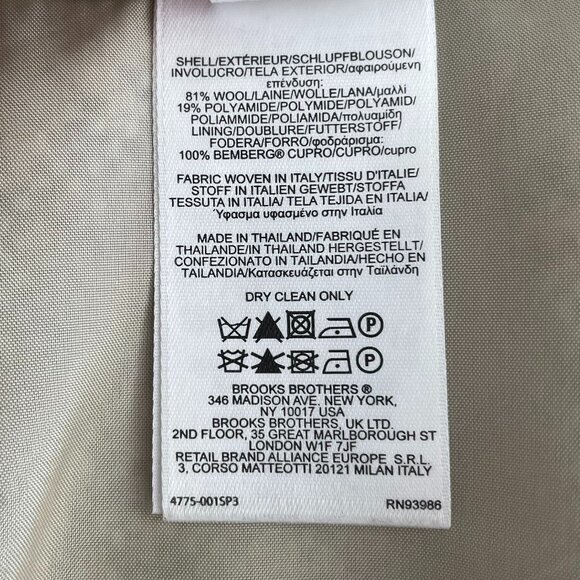 SHELL/EXTÉRIEUR/SCHLUPFBLOUSON/
INVOLUCRO/TELA EXTERIOR/αφαιρούμενη
επένδυση:
81% WOOL/LAINE/WOLLE/LANA/μαλλί
19% POLYAMIDE/POLYMIDE/POLYAMID/
POLIAMMIDE/POLIAMIDA/πολυαμίδη
LINING/DOUBLURE/FUTTERSTOFF/
FODERA/FORRO/φοδράρισμα:
100% BEMBERG® CUPRO/CUPRO/cupro
FABRIC WOVEN IN ITALY/TISSU D'ITALIE/
STOFF IN ITALIEN GEWEBT/STOFFA
TESSUTA IN ITALIA/ TELA TEJIDA EN ITALIA/
Ύφασμα υφασμένο στην Ιταλία
MADE IN THAILAND/FABRIQUÉ EN
THAILANDE/IN THAILAND HERGESTELLT/
CONFEZIONATO IN TAILANDIA/HECHO EN
TAILANDIA/Κατασκευάζεται στην Ταϊλάνδη
DRY CLEAN ONLY
P
P
BROOKS BROTHERS ®
346 MADISON AVE, NEW YORK,
NY 10017 USA
BROOKS BROTHERS, UK LTD.
2ND FLOOR, 35 GREAT MARLBOROUGH ST
LONDON W1F 7JF
RETAIL BRAND ALLIANCE EUROPE S.R.L
3, CORSO MATTEOTTI 20121 MILAN ITALY
4775-001SP3 RN93986